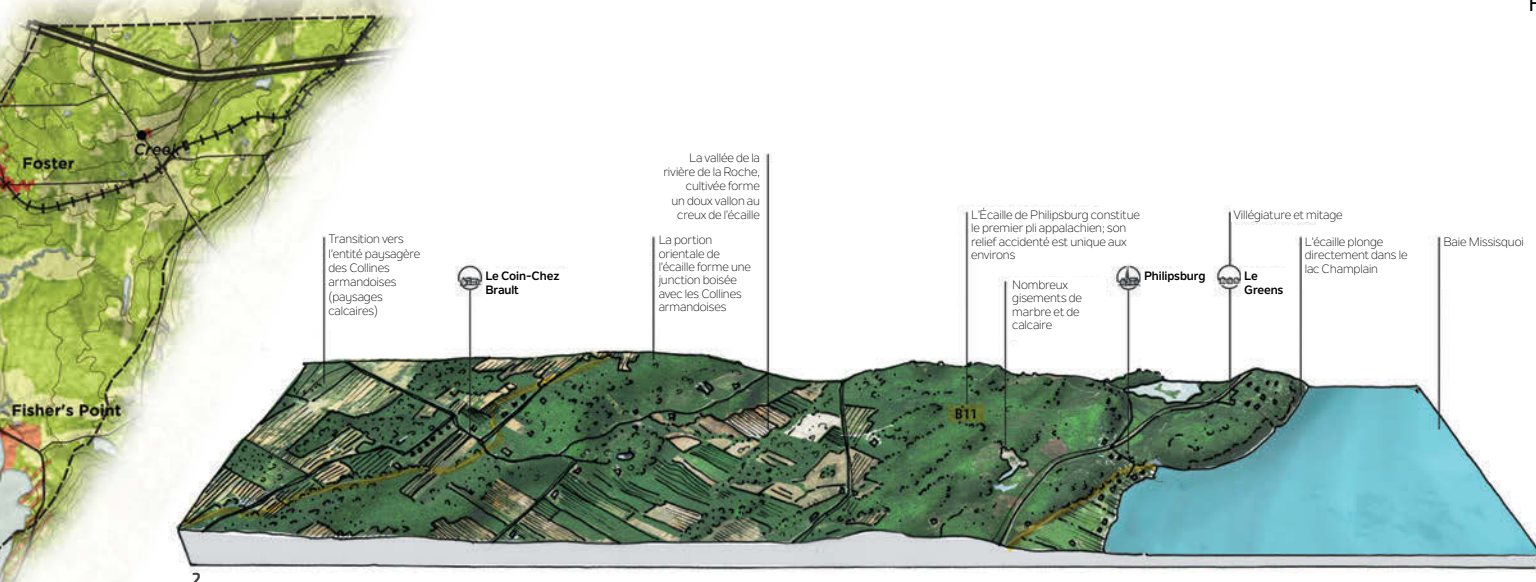 Foster
Creek
Fisher's Point
Transition vers
l'entité paysagère
des Collines
armandoises
(paysages
calcaires)
Le Coin-Chez
Brault
La vallée de la
rivière de la Roche,
cultivée forme
un doux vallon au
creux de l'écaille
La portion
orientale de
l'écaille forme une
junction boisée
avec les Collines
armandoises
L'Écaille de Philipsburg constitue
le premier pli appalachien; son
relief accidenté est unique aux
environs
Nombreux
gisements de
marbre et de
calcaire
Philipsburg
Villégiature et mitage
Le
Greens
L'écaille plonge
directement dans le
lac Champlain
Baie Missisquoi
B11
2